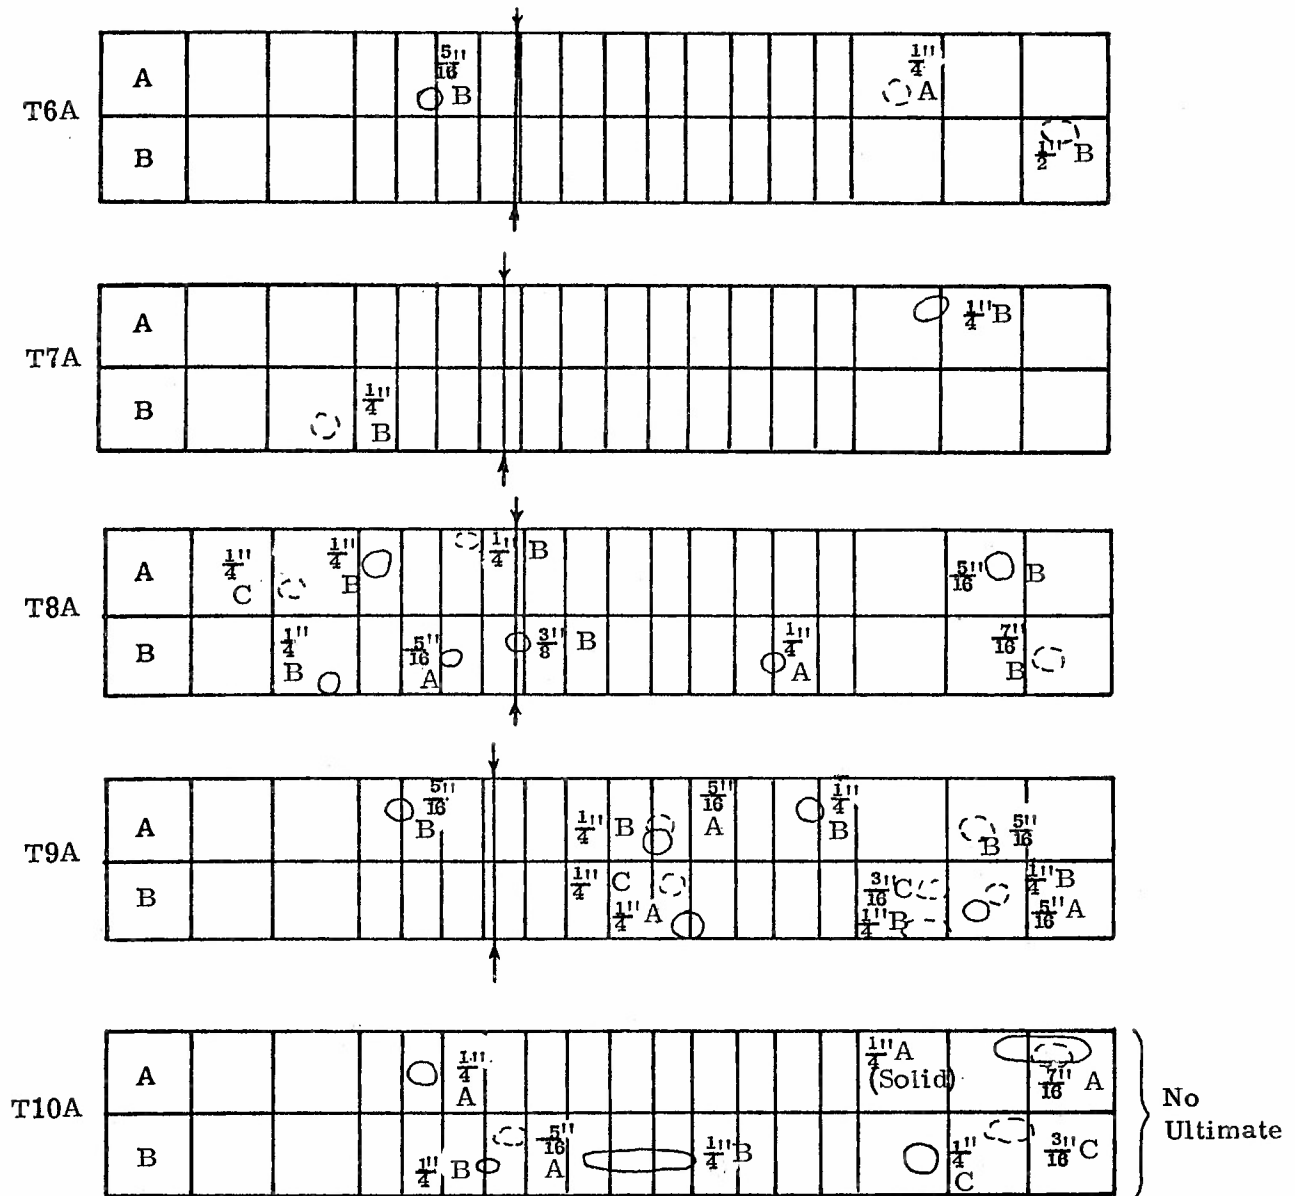 T6A
A
5/16" B
1/4" A
B
1/2" B
T7A
A
1/4" B
B
1/4" B
T8A
A
1/4" C
1/4" B
1/4" B
5/16" B
B
1/4" B
5/16" A
3/8" B
1/4" A
7/16" B
T9A
A
5/16" B
1/4" B
5/16" A
1/4" B
5/16" B
B
1/4" C
1/4" A
3/16" C
1/4" B
1/4" B
5/16" A
T10A
A
1/4" A
1/4" A
(Solid)
7/16" A
B
1/4" B
5/16" A
1/4" B
1/4" C
3/16" C
No
Ultimate